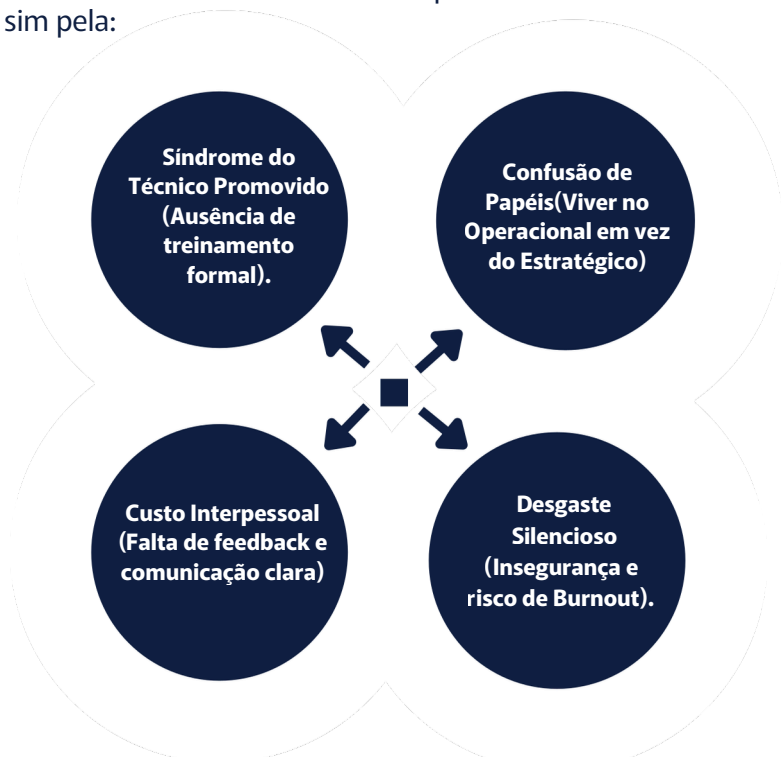 sim pela:
Síndrome do
Técnico Promovido
(Ausência de
treinamento
formal).
Confusão de
Papéis(Viver no
Operacional em vez
do Estratégico)
Custo Interpessoal
(Falta de feedback e
comunicação clara)
Desgaste
Silencioso
(Insegurança e
risco de Burnout).